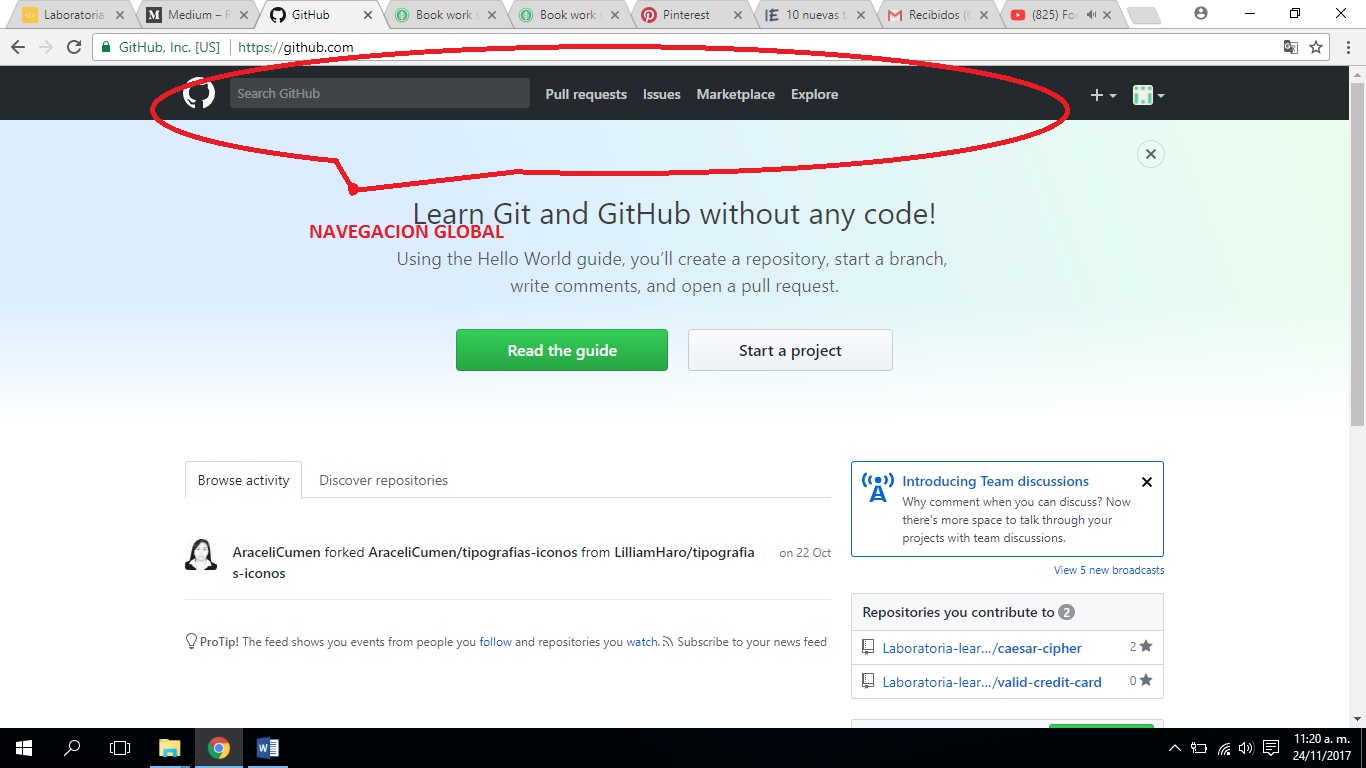 Laboratoria
Medium – F
GitHub
Book work s
Book work s
Pinterest
10 nuevas t
Recibidos (
(825) Fo
GitHub, Inc. [US]
https://github.com
Search GitHub
Pull requests
Issues
Marketplace
Explore
Learn Git and GitHub without any code!
NAVEGACION GLOBAL
Using the Hello World guide, you’ll create a repository, start a branch,
write comments, and open a pull request.
Read the guide
Start a project
Browse activity
Discover repositories
AraceliCumen forked AraceliCumen/tipografias-iconos from LilliamHaro/tipografia
s-iconos
on 22 Oct
ProTip! The feed shows you events from people you follow and repositories you watch.
Subscribe to your news feed
Introducing Team discussions
Why comment when you can discuss? Now
there's more space to talk through your
projects with team discussions.
View 5 new broadcasts
Repositories you contribute to 2
Laboratoria-lear.../caesar-cipher 2
Laboratoria-lear.../valid-credit-card 0
11:20 a. m.
24/11/2017